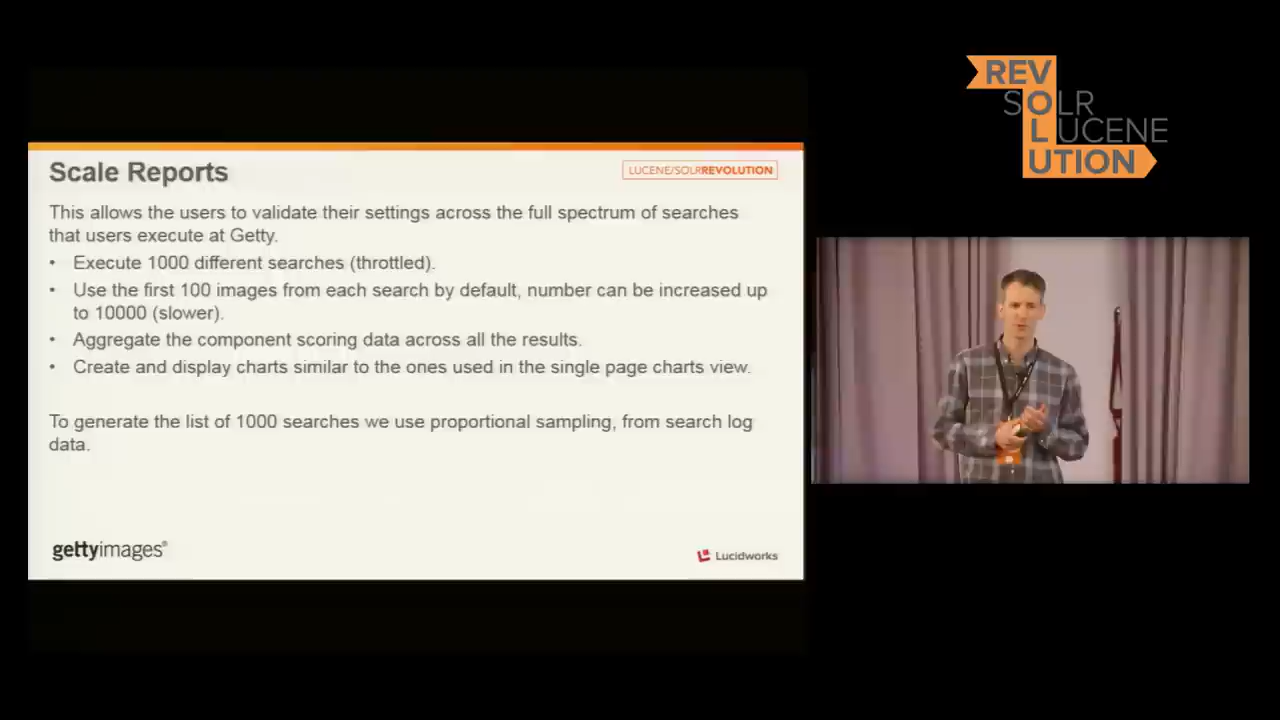 REV
SOLR
LUCENE
UTION
Scale Reports
LUCENE/SOLRREVOLUTION
This allows the users to validate their settings across the full spectrum of searches
that users execute at Getty.
• Execute 1000 different searches (throttled).
• Use the first 100 images from each search by default, number can be increased up
to 10000 (slower).
• Aggregate the component scoring data across all the results.
• Create and display charts similar to the ones used in the single page charts view.
To generate the list of 1000 searches we use proportional sampling, from search log
data.
gettyimages®
Lucidworks